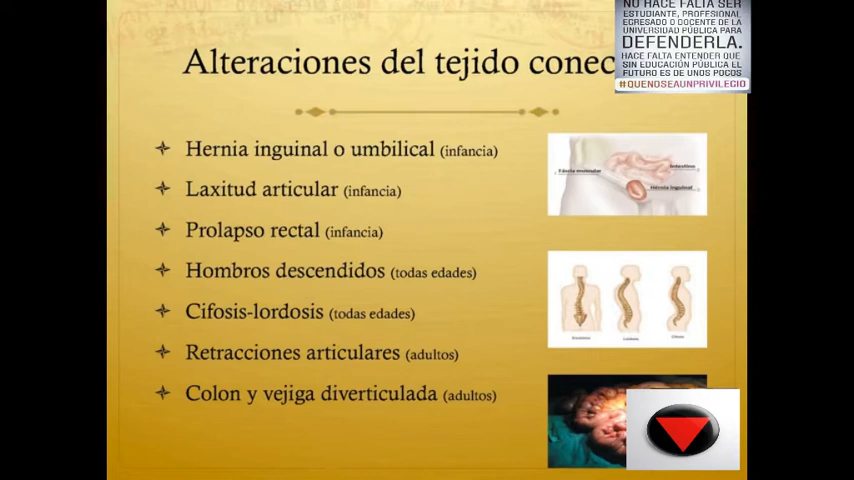 NO HACE FALTA SER
ESTUDIANTE, PROFESIONAL
EGRESADO O DOCENTE DE LA
UNIVERSIDAD PÚBLICA PARA
DEFENDERLA.
HACE FALTA ENTENDER QUE
SIN EDUCACIÓN PÚBLICA EL
FUTURO ES DE UNOS POCOS
#QUENOSEAUNPRIVILEGIO
Alteraciones del tejido conec
Hernia inguinal o umbilical (infancia)
Laxitud articular (infancia)
Prolapso rectal (infancia)
Hombros descendidos (todas edades)
Cifosis-lordosis (todas edades)
Retracciones articulares (adultos)
Colon y vejiga diverticulada (adultos)
Fáscia muscular
Intestino
Hérnia inguinal